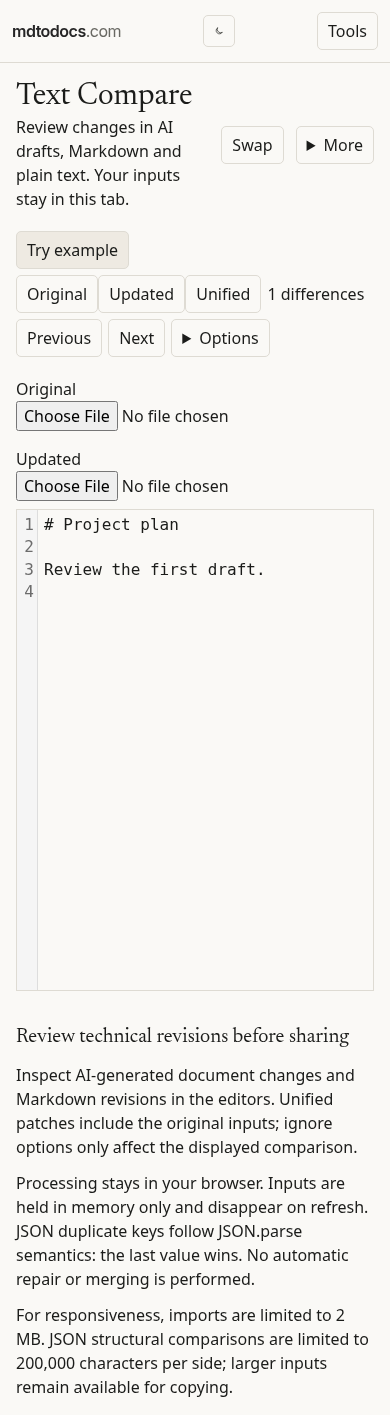 mdtodocs.com
Tools
Text Compare
Review changes in AI
drafts, Markdown and
plain text. Your inputs
stay in this tab.
Swap
▶ More
Try example
Original
Updated
Unified
1 differences
Previous
Next
▶ Options
Original
Choose File No file chosen
Updated
Choose File No file chosen
1 # Project plan
2
3 Review the first draft.
4
Review technical revisions before sharing
Inspect AI-generated document changes and
Markdown revisions in the editors. Unified
patches include the original inputs; ignore
options only affect the displayed comparison.
Processing stays in your browser. Inputs are
held in memory only and disappear on refresh.
JSON duplicate keys follow JSON.parse
semantics: the last value wins. No automatic
repair or merging is performed.
For responsiveness, imports are limited to 2
MB. JSON structural comparisons are limited to
200,000 characters per side; larger inputs
remain available for copying.